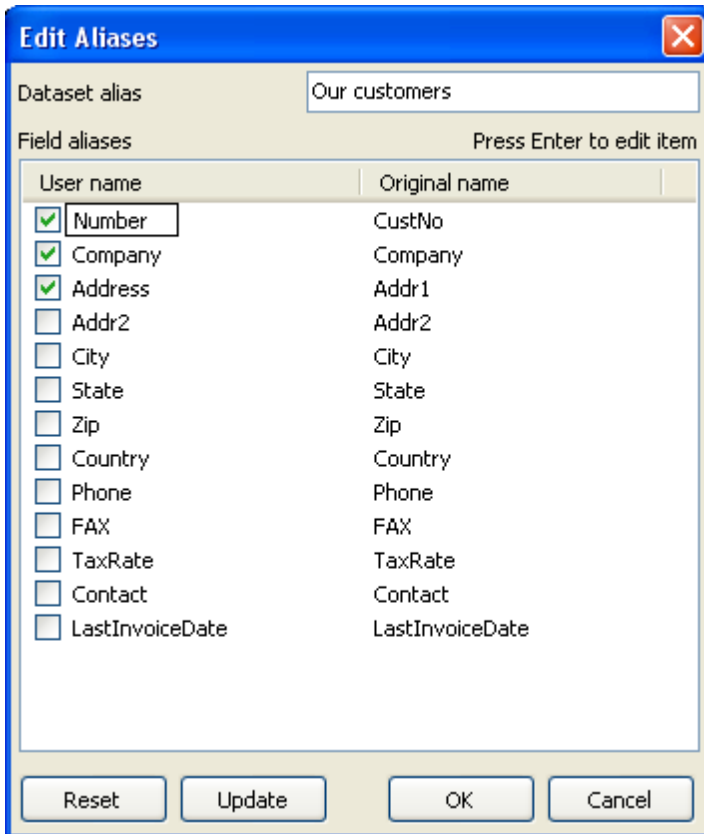 Edit Aliases
Dataset alias Our customers
Field aliases Press Enter to edit item
User name Original name
Number CustNo
Company Company
Address Addr1
Addr2 Addr2
City City
State State
Zip Zip
Country Country
Phone Phone
FAX FAX
TaxRate TaxRate
Contact Contact
LastInvoiceDate LastInvoiceDate
Reset Update OK Cancel